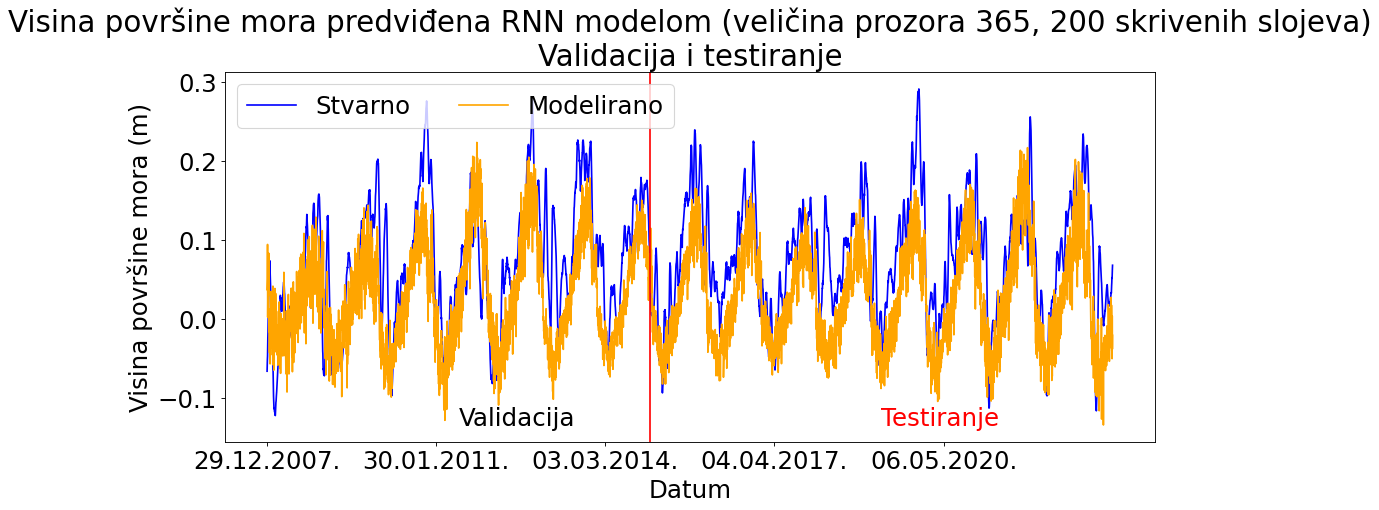 Visina površine mora predviđena RNN modelom (veličina prozora 365, 200 skrivenih slojeva)
Validacija i testiranje
Stvarno
Modelirano
Visina površine mora (m)
0.3
0.2
0.1
0.0
−0.1
Validacija
Testiranje
29.12.2007.
30.01.2011.
03.03.2014.
04.04.2017.
06.05.2020.
Datum